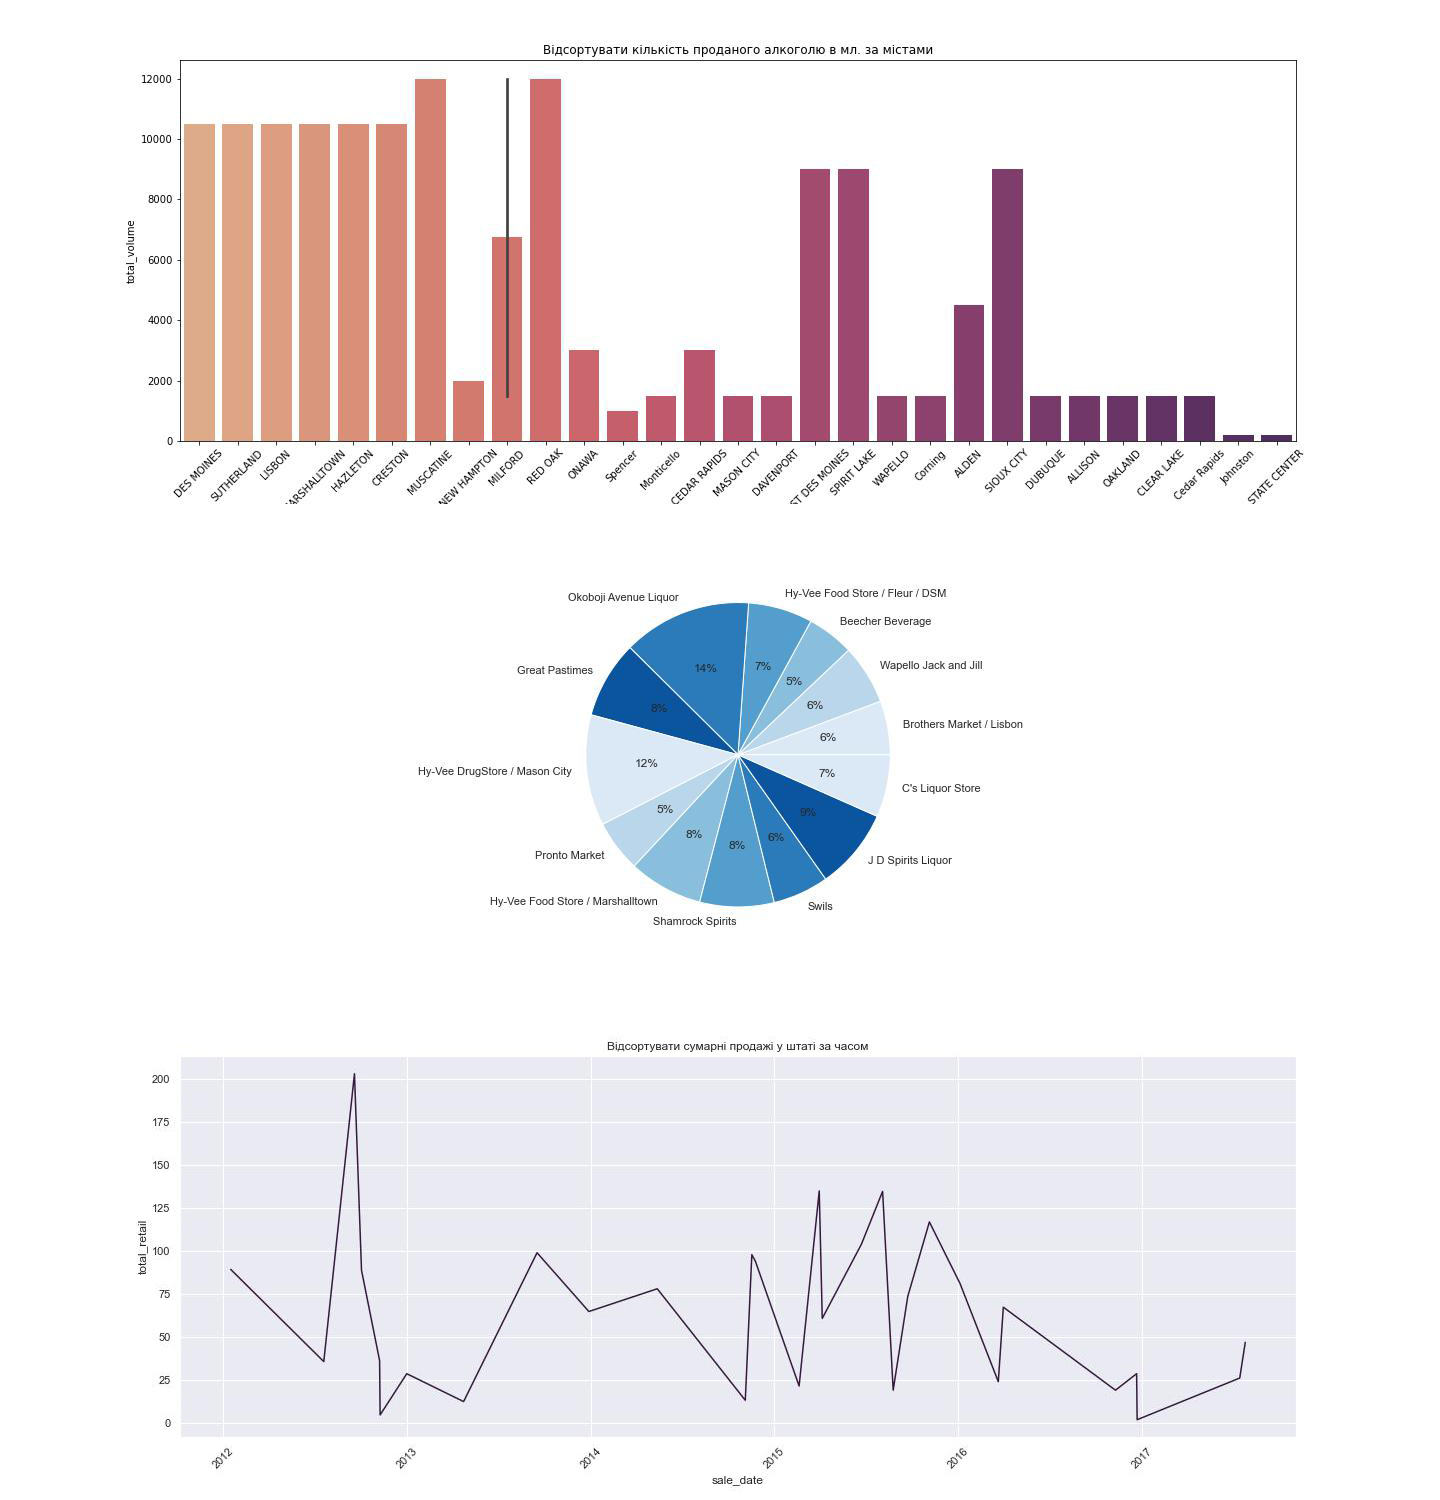 Відсортувати кількість проданого алкоголю в мл. за містами
total_volume
12000
10000
8000
6000
4000
2000
0
DES MOINES
SUTHERLAND
LISBON
ARSHALLTOWN
HAZLETON
CRESTON
MUSCATINE
NEW HAMPTON
MILFORD
RED OAK
ONAWA
Spencer
Monticello
CEDAR RAPIDS
MASON CITY
DAVENPORT
ST DES MOINES
SPIRIT LAKE
WAPELLO
Corning
ALDEN
SIOUX CITY
DUBUQUE
ALLISON
OAKLAND
CLEAR LAKE
Cedar Rapids
Johnston
STATE CENTER
Hy-Vee Food Store / Fleur / DSM
Okoboji Avenue Liquor
Beecher Beverage
Wapello Jack and Jill
Great Pastimes
Brothers Market / Lisbon
Hy-Vee DrugStore / Mason City
C's Liquor Store
Pronto Market
J D Spirits Liquor
Hy-Vee Food Store / Marshalltown
Swils
Shamrock Spirits
14%
7%
5%
6%
8%
6%
12%
7%
5%
9%
8%
8%
6%
Відсортувати сумарні продажі у штаті за часом
total_retail
200
175
150
125
100
75
50
25
0
2012
2013
2014
2015
2016
2017
sale_date